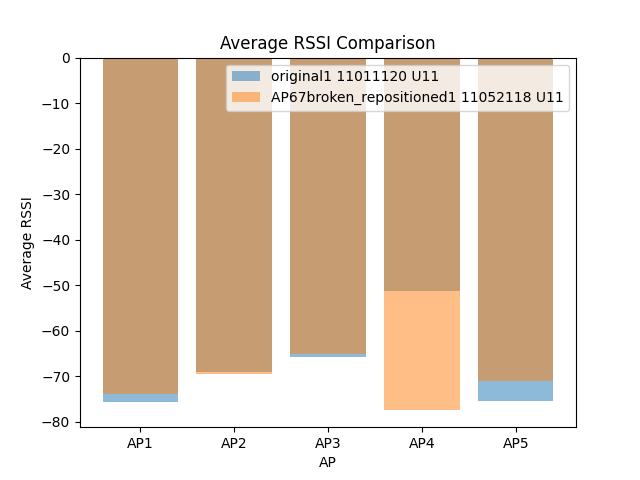 Average RSSI Comparison
original1 11011120 U11
AP67broken_repositioned1 11052118 U11
Average RSSI
0
−10
−20
−30
−40
−50
−60
−70
−80
AP1 AP2 AP3 AP4 AP5
AP